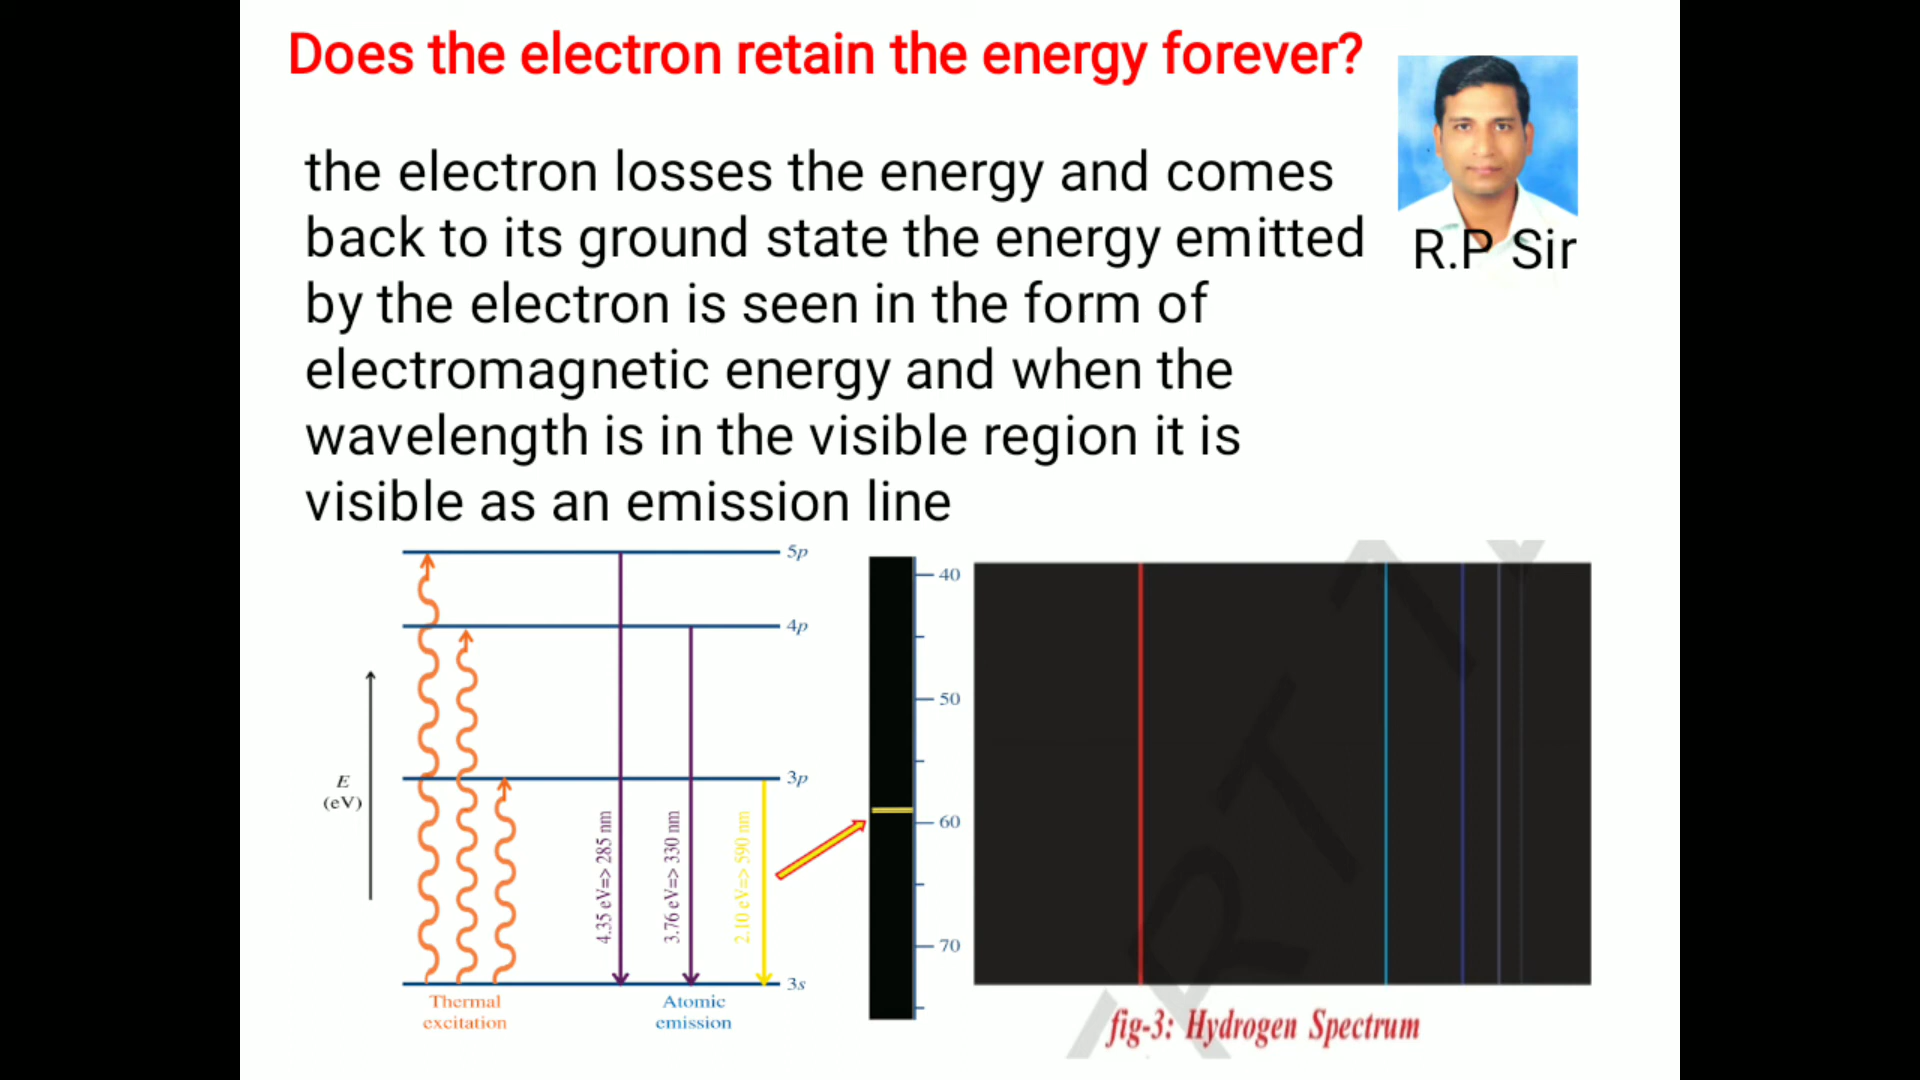 Does the electron retain the energy forever?
the electron losses the energy and comes
back to its ground state the energy emitted
by the electron is seen in the form of
electromagnetic energy and when the
wavelength is in the visible region it is
visible as an emission line
R.P Sir
5p
4p
3p
3s
E
(eV)
4.35 eV=> 285 nm
3.76 eV=> 330 nm
2.10 eV=> 590 nm
Thermal
excitation
Atomic
emission
40
50
60
70
fig-3: Hydrogen Spectrum